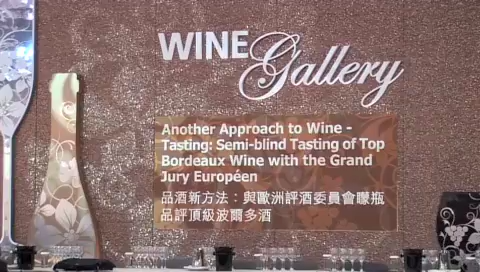 WINE Gallery
Another Approach to Wine -
Tasting: Semi-blind Tasting of Top
Bordeaux Wine with the Grand
Jury Européen
品酒新方法：與歐洲評酒委員會矇瓶
品評頂級波爾多酒